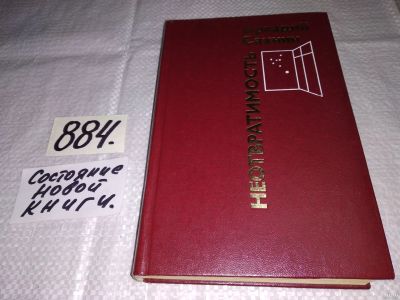 884.
Состояние
новой
книги.
НЕОТВРАТИМОСТЬ